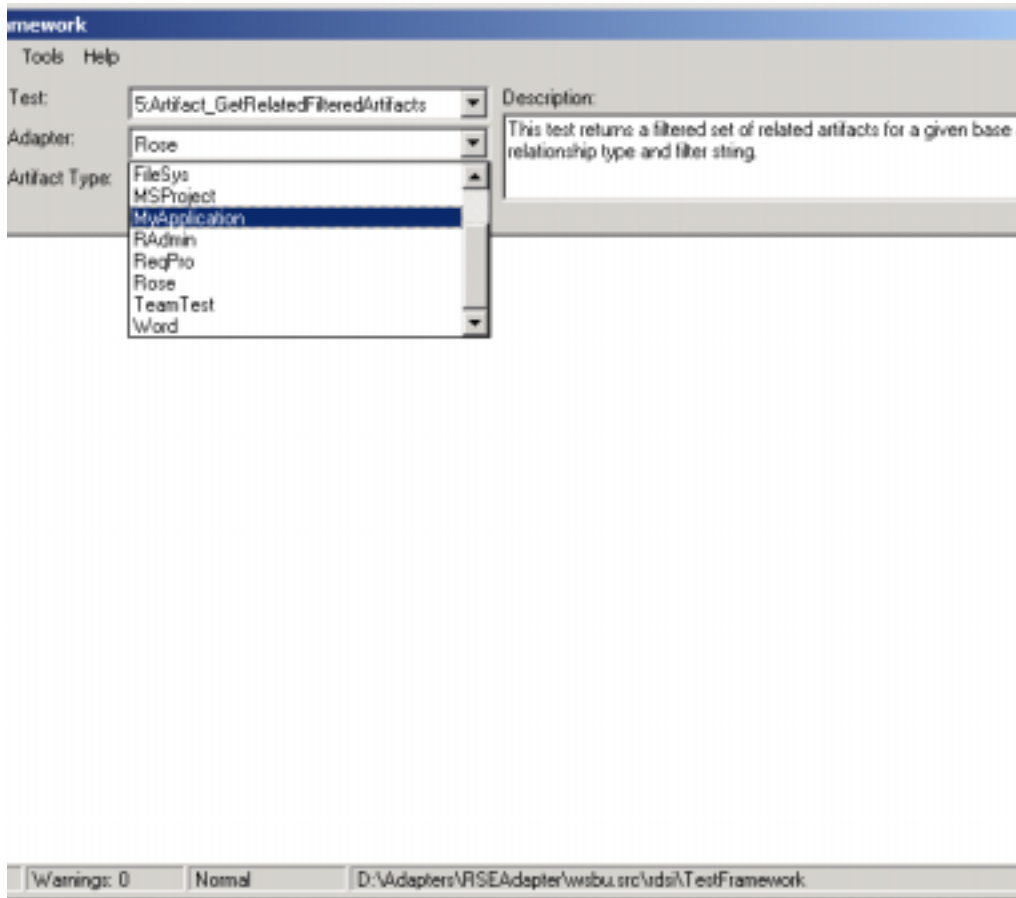 mework
Tools Help
Test:
5:Artifact_GetRelatedFilteredArtifacts
Description:
This test returns a filtered set of related artifacts for a given base
relationship type and filter string.
Adapter:
Rose
Artifact Type:
FileSys
MSProject
MyApplication
RAdmin
ReqPro
Rose
TeamTest
Word
Warnings: 0
Normal
D:\Adapters\RSEAdapter\wsbu.src\rdsi\TestFramework